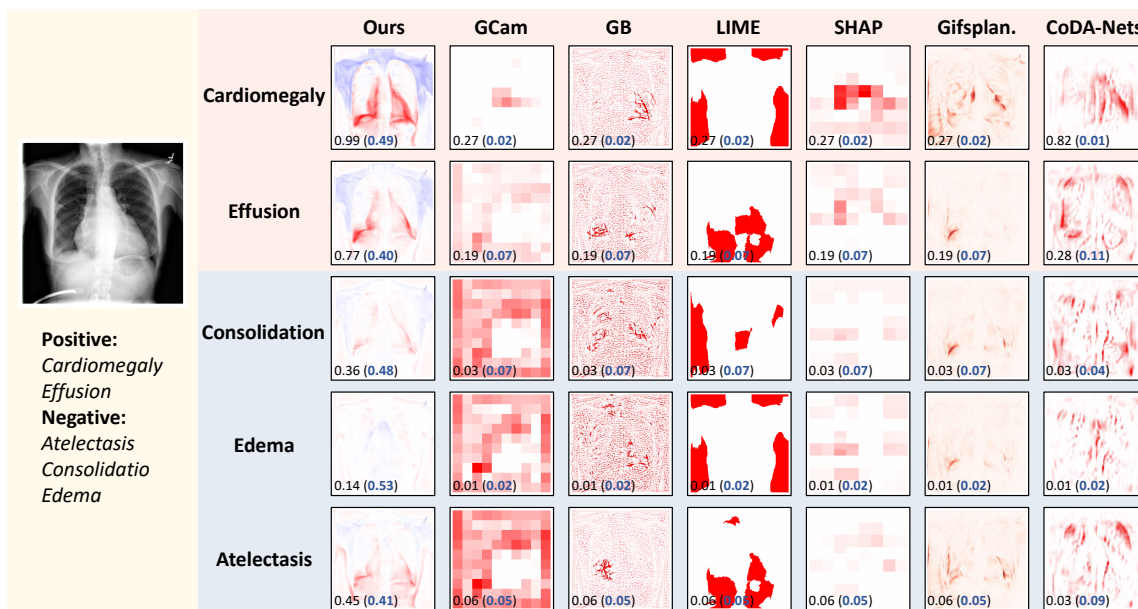 Ours GCam GB LIME SHAP Gifsplan. CoDA-Nets
Cardiomegaly
0.99 (0.49) 0.27 (0.02) 0.27 (0.02) 0.27 (0.02) 0.27 (0.02) 0.27 (0.02) 0.82 (0.01)
Effusion
0.77 (0.40) 0.19 (0.07) 0.19 (0.07) 0.19 (0.07) 0.19 (0.07) 0.19 (0.07) 0.28 (0.11)
Consolidation
0.36 (0.48) 0.03 (0.07) 0.03 (0.07) 0.03 (0.07) 0.03 (0.07) 0.03 (0.07) 0.03 (0.04)
Edema
0.14 (0.53) 0.01 (0.02) 0.01 (0.02) 0.01 (0.02) 0.01 (0.02) 0.01 (0.02) 0.01 (0.02)
Atelectasis
0.45 (0.41) 0.06 (0.05) 0.06 (0.05) 0.06 (0.05) 0.06 (0.05) 0.06 (0.05) 0.03 (0.09)
Positive:
Cardiomegaly
Effusion
Negative:
Atelectasis
Consolidatio
Edema